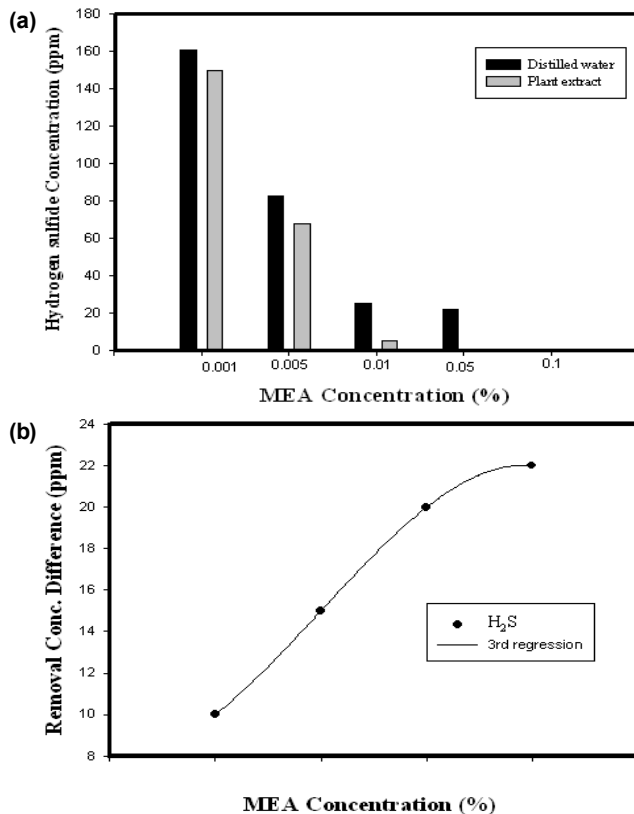 (a)
Hydrogen sulfide Concentration (ppm)
180
160
140
120
100
80
60
40
20
0
Distilled water
Plant extract
0.001
0.005
0.01
0.05
0.1
MEA Concentration (%)
(b)
Removal Conc. Difference (ppm)
24
22
20
18
16
14
12
10
8
H₂S
3rd regression
MEA Concentration (%)